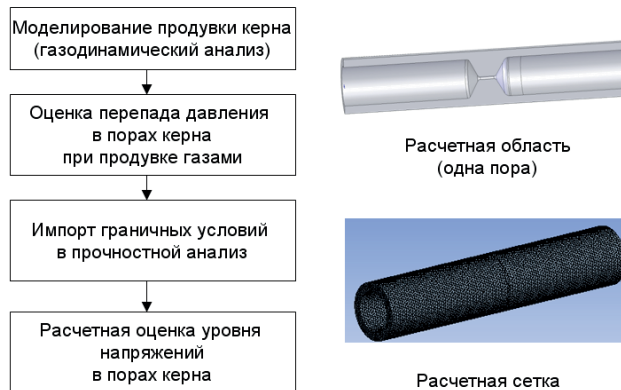 Моделирование продувки керна
(газодинамический анализ)
Оценка перепада давления
в порах керна
при продувке газами
Импорт граничных условий
в прочностной анализ
Расчетная оценка уровня
напряжений
в порах керна
Расчетная область
(одна пора)
Расчетная сетка